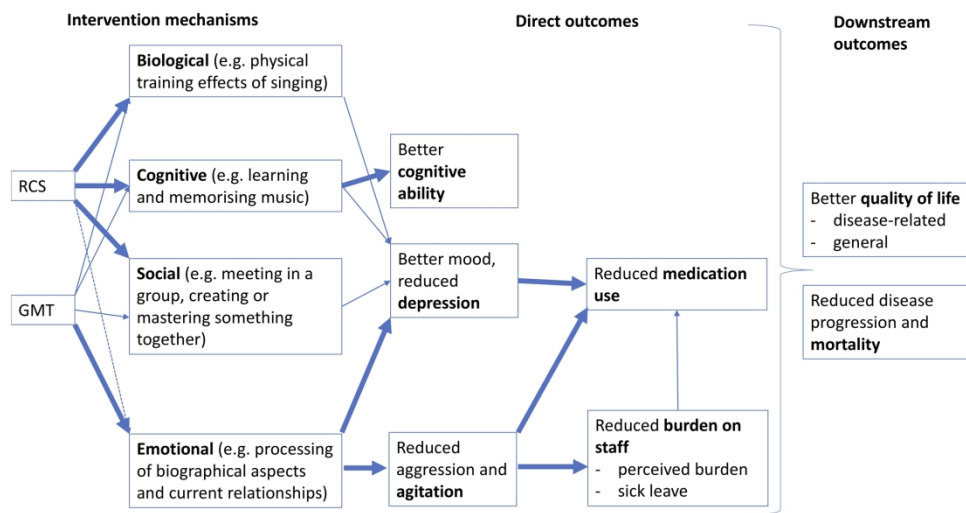 Intervention mechanisms
Direct outcomes
Downstream
outcomes
Biological (e.g. physical
training effects of singing)
RCS
Cognitive (e.g. learning
and memorising music)
Better
cognitive
ability
Social (e.g. meeting in a
group, creating or
mastering something
together)
GMT
Better mood,
reduced
depression
Reduced medication
use
Better quality of life
- disease-related
- general
Reduced disease
progression and
mortality
Emotional (e.g. processing
of biographical aspects
and current relationships)
Reduced
aggression and
agitation
Reduced burden on
staff
- perceived burden
- sick leave